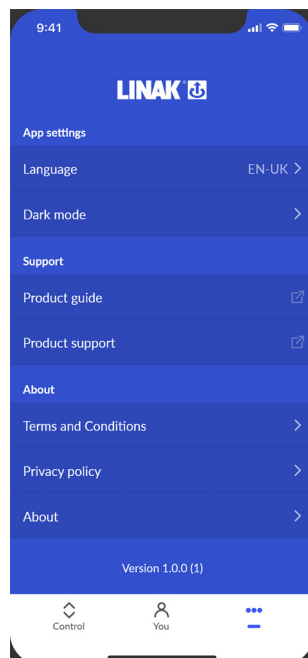 9:41
LINAK
App settings
Language EN-UK
Dark mode
Support
Product guide
Product support
About
Terms and Conditions
Privacy policy
About
Version 1.0.0 (1)
Control You